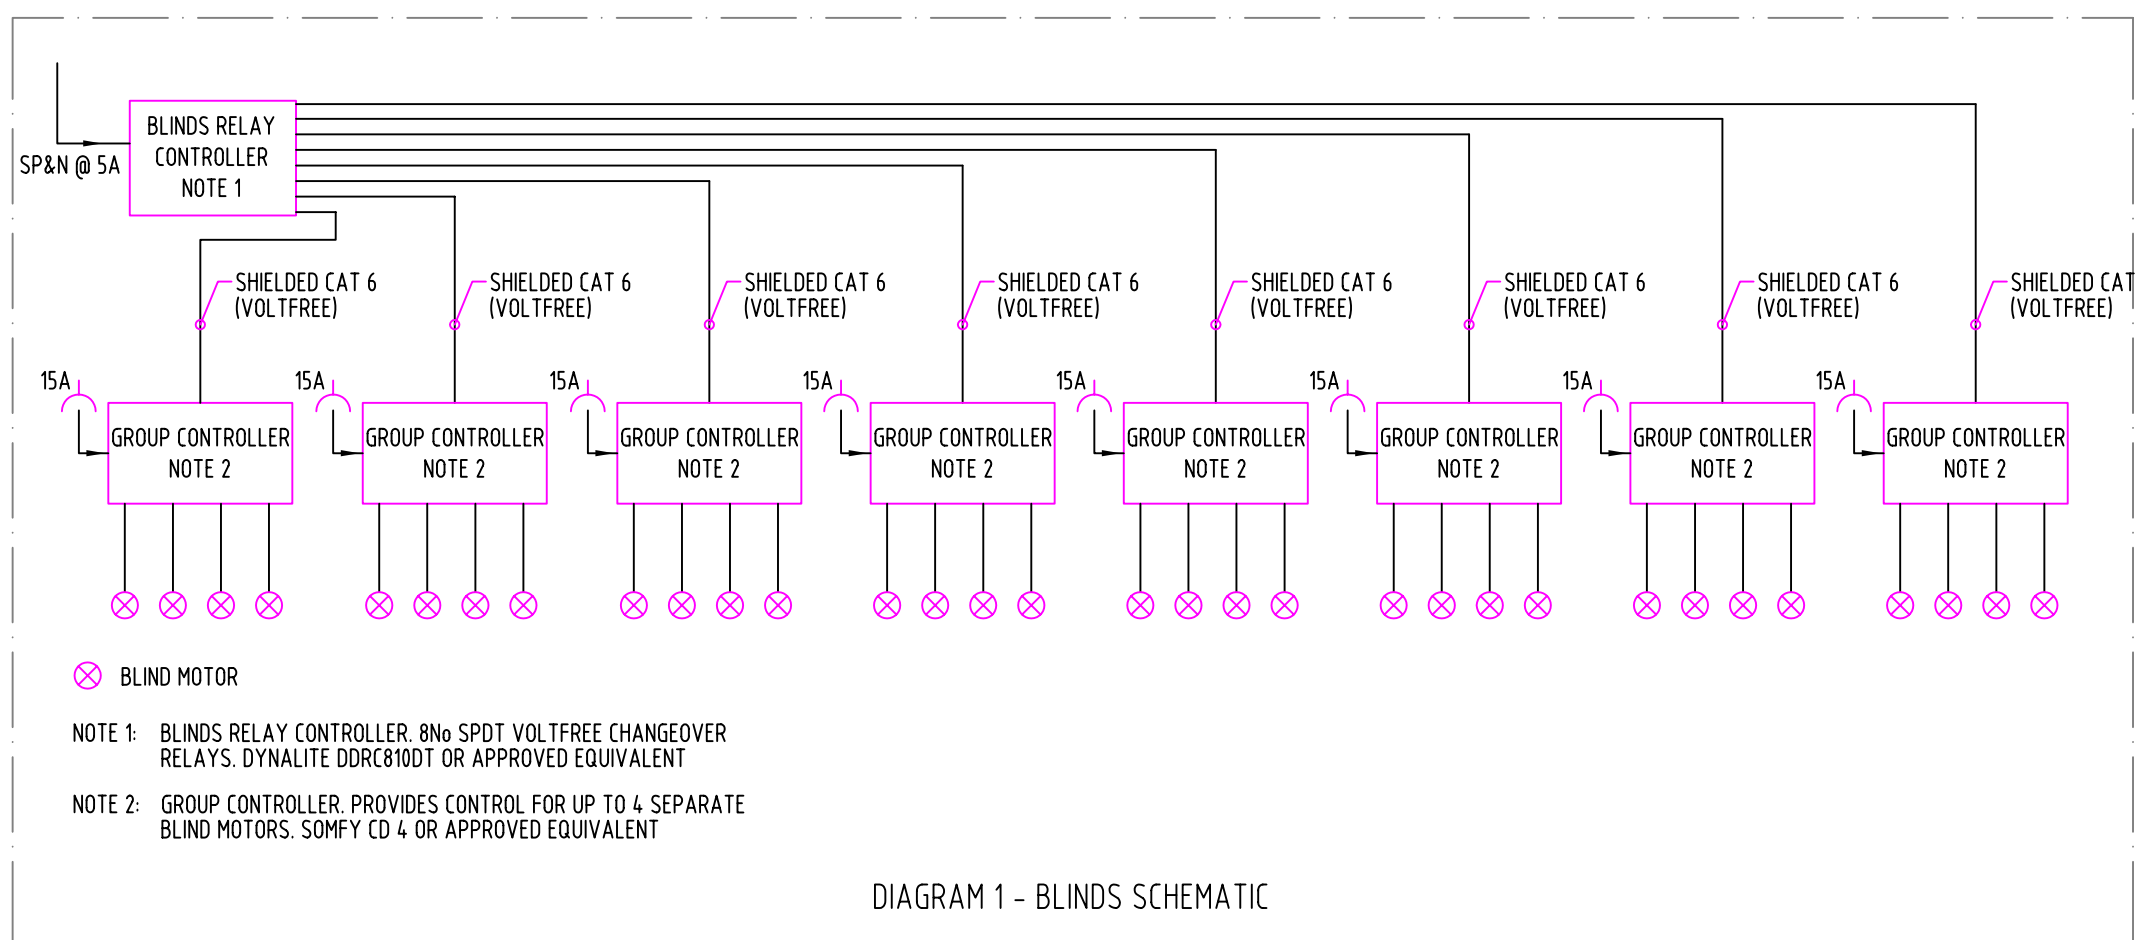 BLINDS RELAY
CONTROLLER
NOTE 1
SP&N @ 5A
SHIELDED CAT 6
(VOLTFREE)
SHIELDED CAT 6
(VOLTFREE)
SHIELDED CAT 6
(VOLTFREE)
SHIELDED CAT 6
(VOLTFREE)
SHIELDED CAT 6
(VOLTFREE)
SHIELDED CAT 6
(VOLTFREE)
SHIELDED CAT 6
(VOLTFREE)
SHIELDED CAT
(VOLTFREE)
15A
GROUP CONTROLLER
NOTE 2
15A
GROUP CONTROLLER
NOTE 2
15A
GROUP CONTROLLER
NOTE 2
15A
GROUP CONTROLLER
NOTE 2
15A
GROUP CONTROLLER
NOTE 2
15A
GROUP CONTROLLER
NOTE 2
15A
GROUP CONTROLLER
NOTE 2
15A
GROUP CONTROLLER
NOTE 2
BLIND MOTOR
NOTE 1: BLINDS RELAY CONTROLLER. 8No SPDT VOLTFREE CHANGEOVER
RELAYS. DYNALITE DDRC810DT OR APPROVED EQUIVALENT
NOTE 2: GROUP CONTROLLER. PROVIDES CONTROL FOR UP TO 4 SEPARATE
BLIND MOTORS. SOMFY CD 4 OR APPROVED EQUIVALENT
DIAGRAM 1 - BLINDS SCHEMATIC